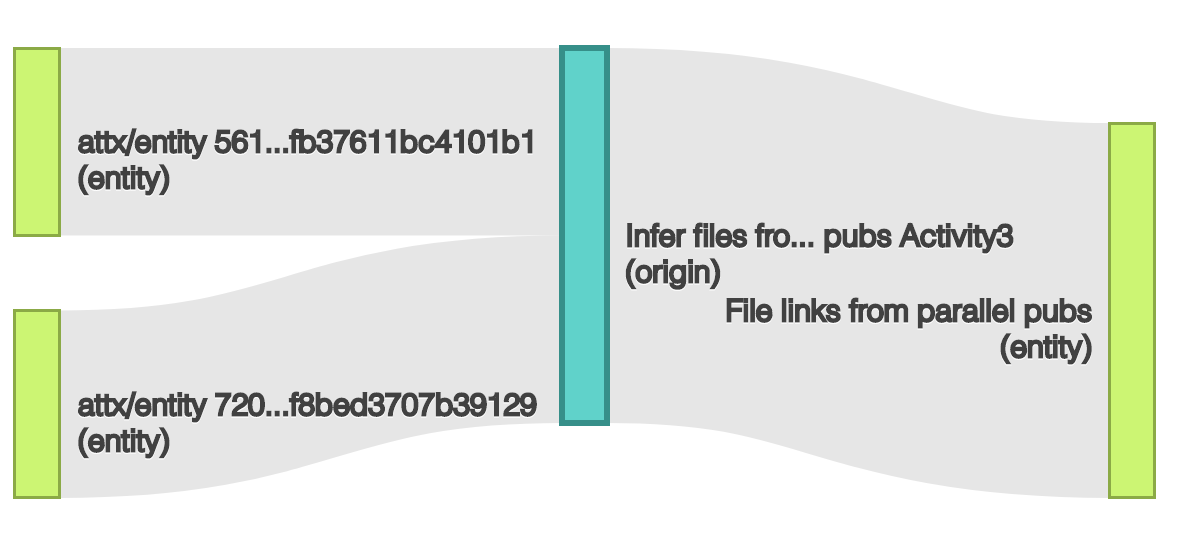 attx/entity 561...fb37611bc4101b1
(entity)
attx/entity 720...f8bed3707b39129
(entity)
Infer files fro... pubs Activity3
(origin)
File links from parallel pubs
(entity)